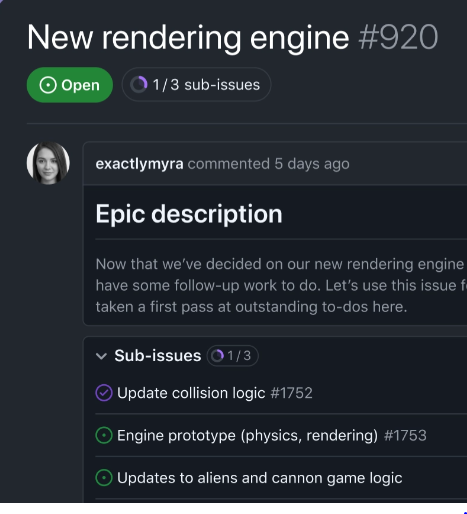 New rendering engine #920
Open 1 / 3 sub-issues
exactlymyra commented 5 days ago
Epic description
Now that we've decided on our new rendering engine
have some follow-up work to do. Let's use this issue
taken a first pass at outstanding to-dos here.
Sub-issues 1 / 3
Update collision logic #1752
Engine prototype (physics, rendering) #1753
Updates to aliens and cannon game logic